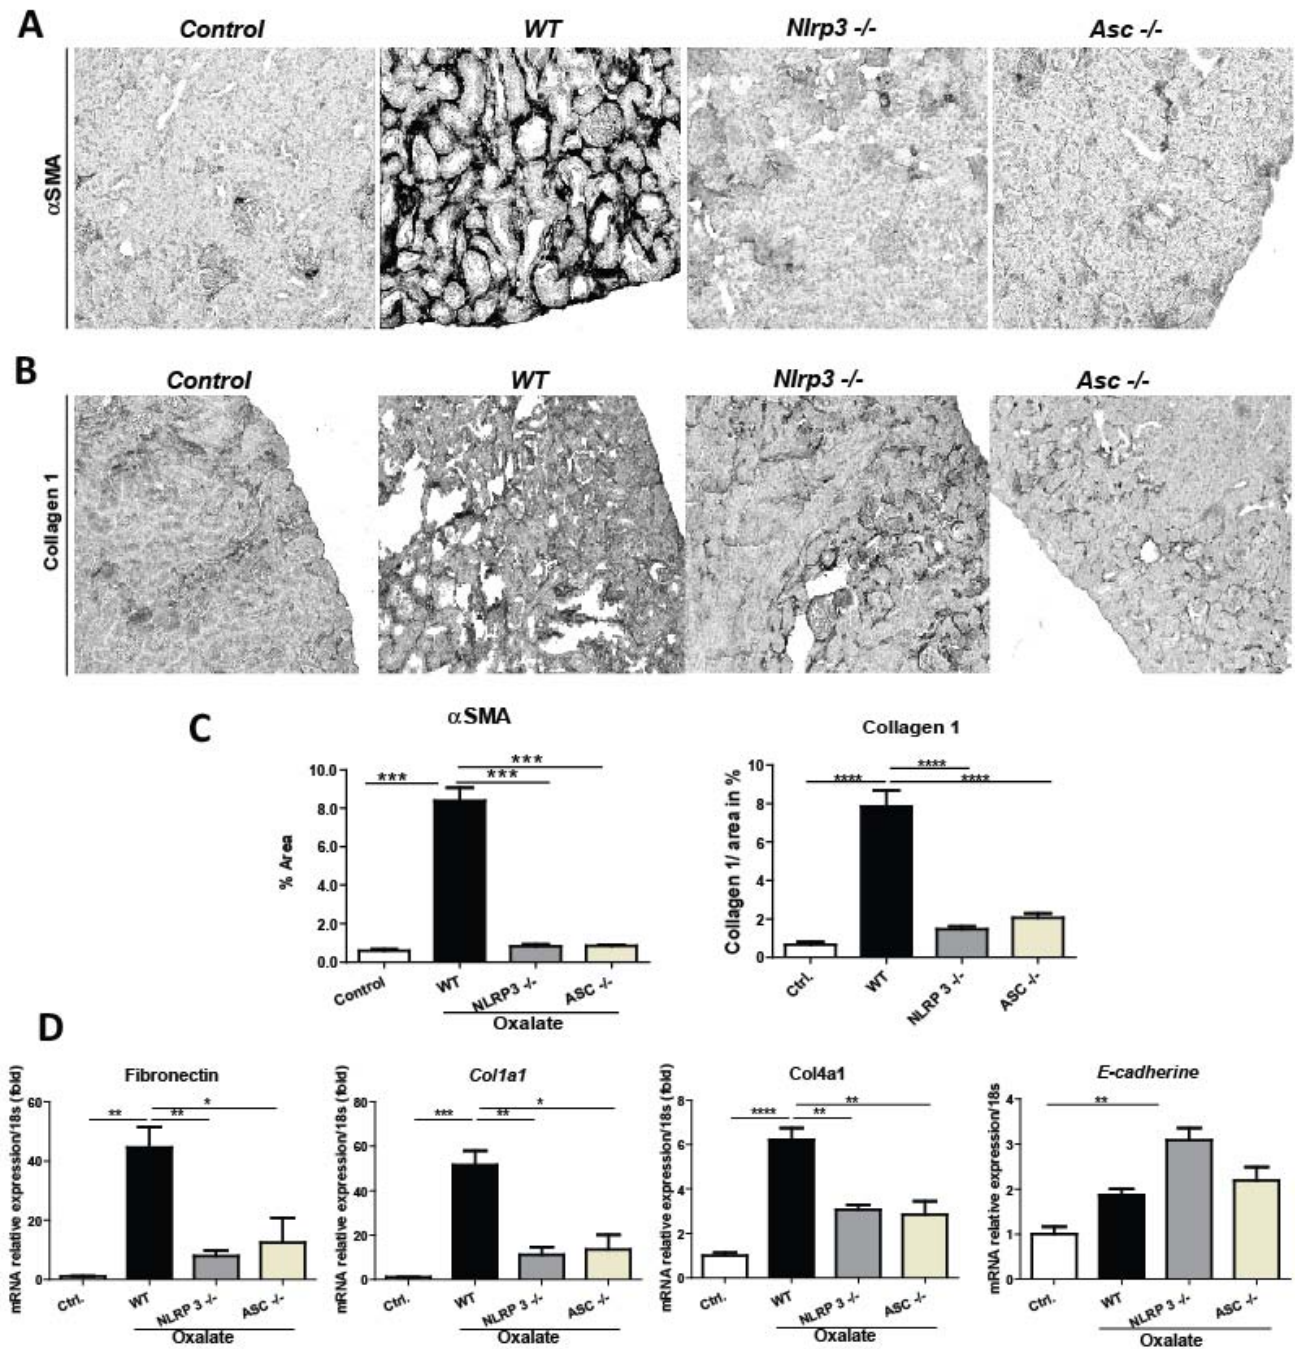 A
Control WT Nlrp3 -/- Asc -/-
αSMA
B
Control WT Nlrp3 -/- Asc -/-
Collagen 1
C
αSMA
% Area
10.0
8.0
6.0
4.0
2.0
0.0
***
***
***
Control WT NLRP3 -/- ASC -/-
Oxalate
Collagen 1
Collagen 1/ area in %
10
8
6
4
2
0
****
**** ****
Ctrl. WT NLRP 3 -/- ASC -/-
D
Fibronectin
mRNA relative expression/18s (fold)
60
40
20
0
*
** **
Ctrl. WT NLRP 3 -/- ASC -/-
Oxalate
Col1a1
mRNA relative expression/18s (fold)
80
60
40
20
0
*
*** **
Ctrl. WT NLRP 3 -/- ASC -/-
Oxalate
Col4a1
mRNA relative expression/18s (fold)
8
6
4
2
0
**
**** **
Ctrl. WT NLRP 3 -/- ASC -/-
Oxalate
E-cadherine
mRNA relative expression/18s
4
3
2
1
0
**
Ctrl. WT NLRP 3 -/- ASC -/-
Oxalate